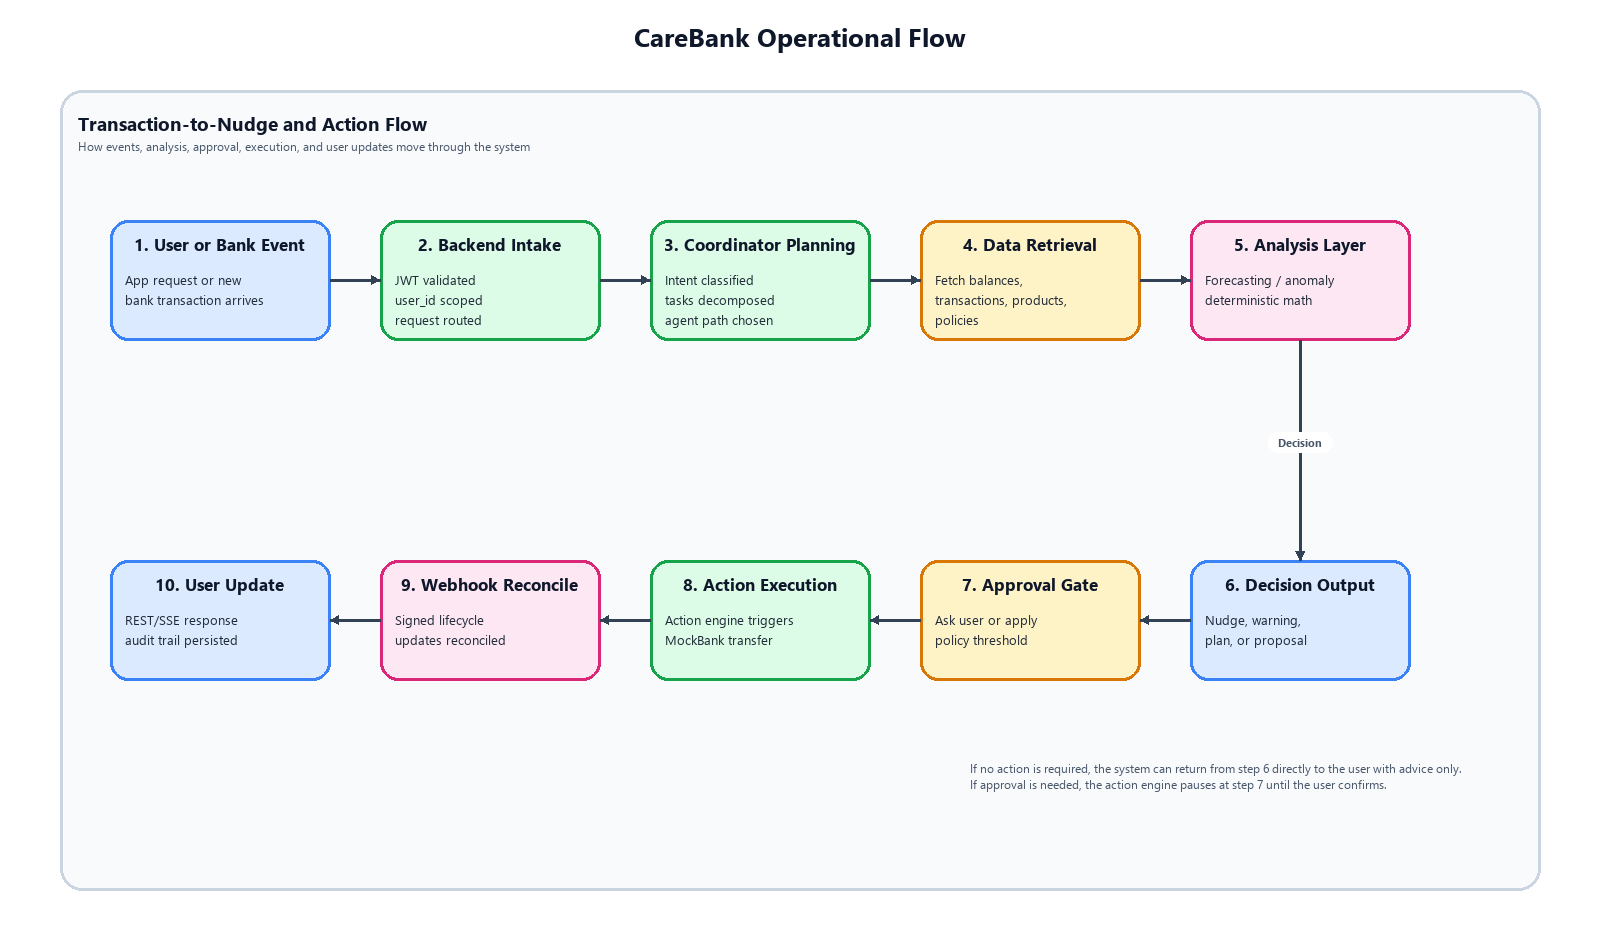 CareBank Operational Flow
Transaction-to-Nudge and Action Flow
How events, analysis, approval, execution, and user updates move through the system
1. User or Bank Event
App request or new
bank transaction arrives
2. Backend Intake
JWT validated
user_id scoped
request routed
3. Coordinator Planning
Intent classified
tasks decomposed
agent path chosen
4. Data Retrieval
Fetch balances,
transactions, products,
policies
5. Analysis Layer
Forecasting / anomaly
deterministic math
Decision
6. Decision Output
Nudge, warning,
plan, or proposal
7. Approval Gate
Ask user or apply
policy threshold
8. Action Execution
Action engine triggers
MockBank transfer
9. Webhook Reconcile
Signed lifecycle
updates reconciled
10. User Update
REST/SSE response
audit trail persisted
If no action is required, the system can return from step 6 directly to the user with advice only.
If approval is needed, the action engine pauses at step 7 until the user confirms.